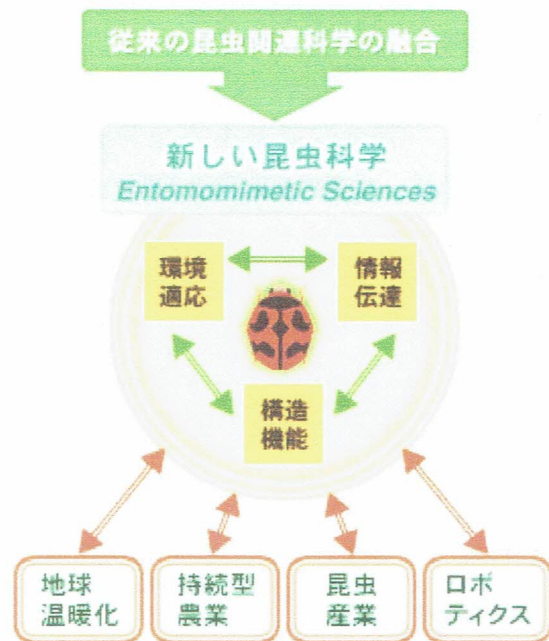 従来の昆虫関連科学の融合
新しい昆虫科学
Entomomimetic Sciences
環境
適応
情報
伝達
構造
機能
地球
温暖化
持続型
農業
昆虫
産業
ロボ
ティクス